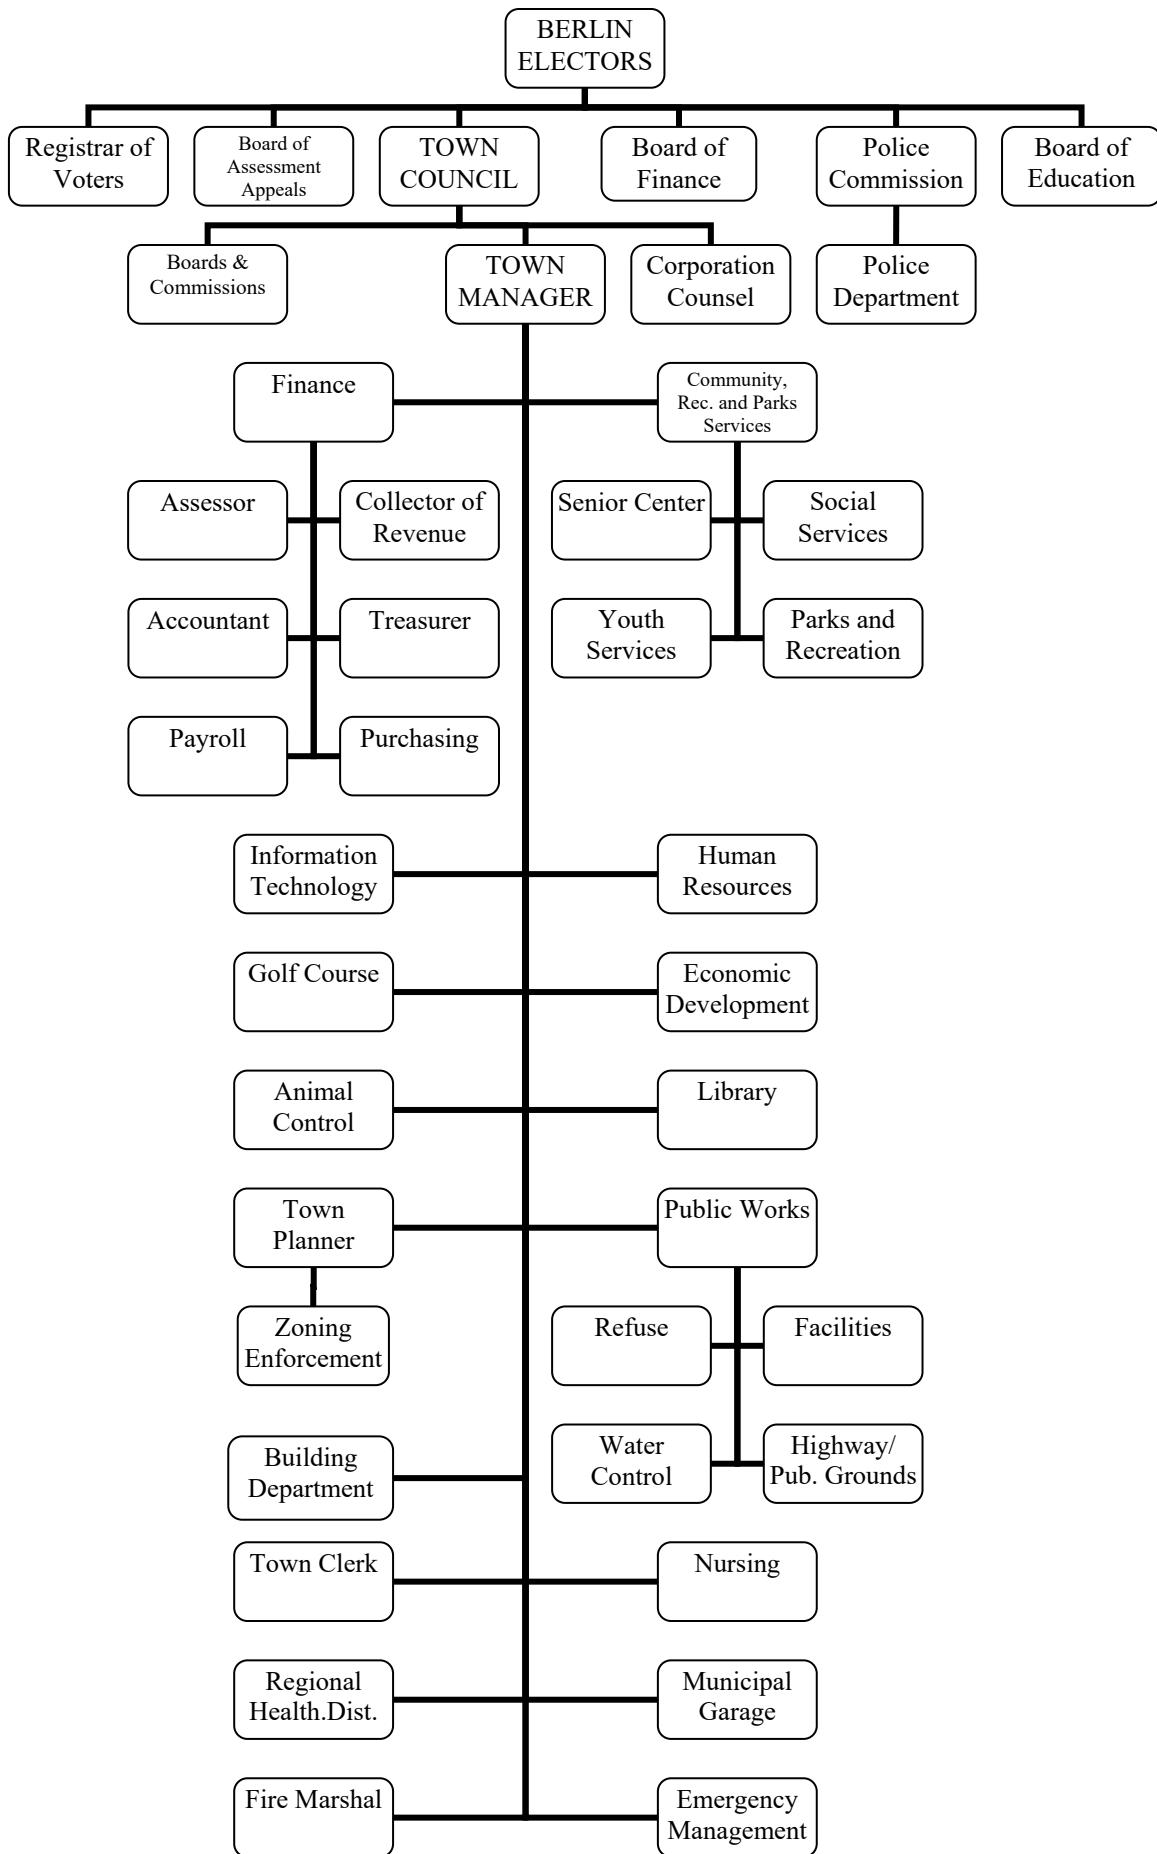 BERLIN
ELECTORS
Registrar of
Voters
Board of
Assessment
Appeals
TOWN
COUNCIL
Board of
Finance
Police
Commission
Board of
Education
Boards &
Commissions
TOWN
MANAGER
Corporation
Counsel
Police
Department
Finance
Community,
Rec. and Parks
Services
Assessor
Collector of
Revenue
Senior Center
Social
Services
Accountant
Treasurer
Youth
Services
Parks and
Recreation
Payroll
Purchasing
Information
Technology
Human
Resources
Golf Course
Economic
Development
Animal
Control
Library
Town
Planner
Public Works
Zoning
Enforcement
Refuse
Facilities
Building
Department
Water
Control
Highway/
Pub. Grounds
Town Clerk
Nursing
Regional
Health.Dist.
Municipal
Garage
Fire Marshal
Emergency
Management